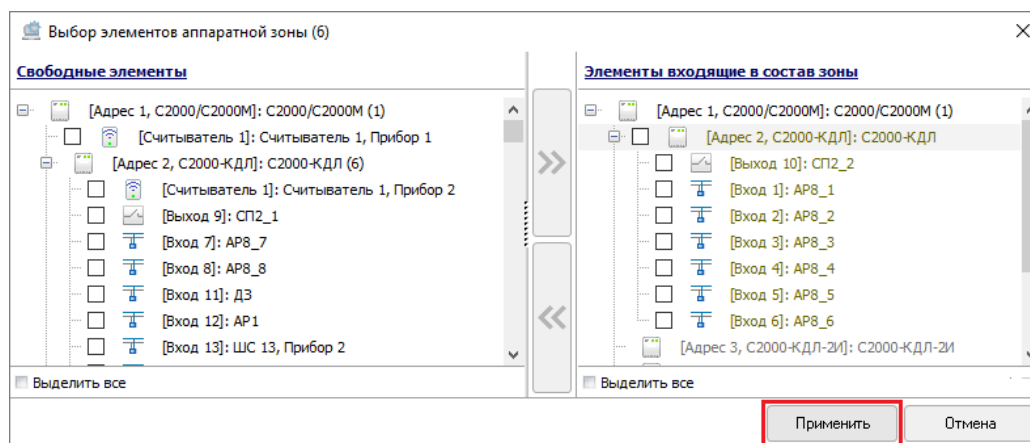 Выбор элементов аппаратной зоны (6)
Свободные элементы
[Адрес 1, С2000/С2000М]: С2000/С2000М (1)
[Считыватель 1]: Считыватель 1, Прибор 1
[Адрес 2, С2000-КДЛ]: С2000-КДЛ (6)
[Считыватель 1]: Считыватель 1, Прибор 2
[Выход 9]: СП2_1
[Вход 7]: АР8_7
[Вход 8]: АР8_8
[Вход 11]: ДЗ
[Вход 12]: АР1
[Вход 13]: ШС 13, Прибор 2
Выделить все
Элементы входящие в состав зоны
[Адрес 1, С2000/С2000М]: С2000/С2000М (1)
[Адрес 2, С2000-КДЛ]: С2000-КДЛ
[Выход 10]: СП2_2
[Вход 1]: АР8_1
[Вход 2]: АР8_2
[Вход 3]: АР8_3
[Вход 4]: АР8_4
[Вход 5]: АР8_5
[Вход 6]: АР8_6
[Адрес 3, С2000-КДЛ-2И]: С2000-КДЛ-2И
Выделить все
Применить
Отмена